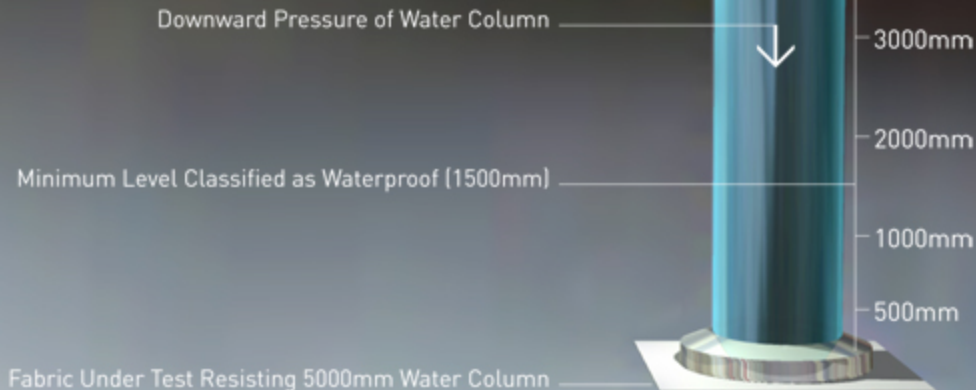 Downward Pressure of Water Column
3000mm
2000mm
Minimum Level Classified as Waterproof (1500mm)
1000mm
500mm
Fabric Under Test Resisting 5000mm Water Column